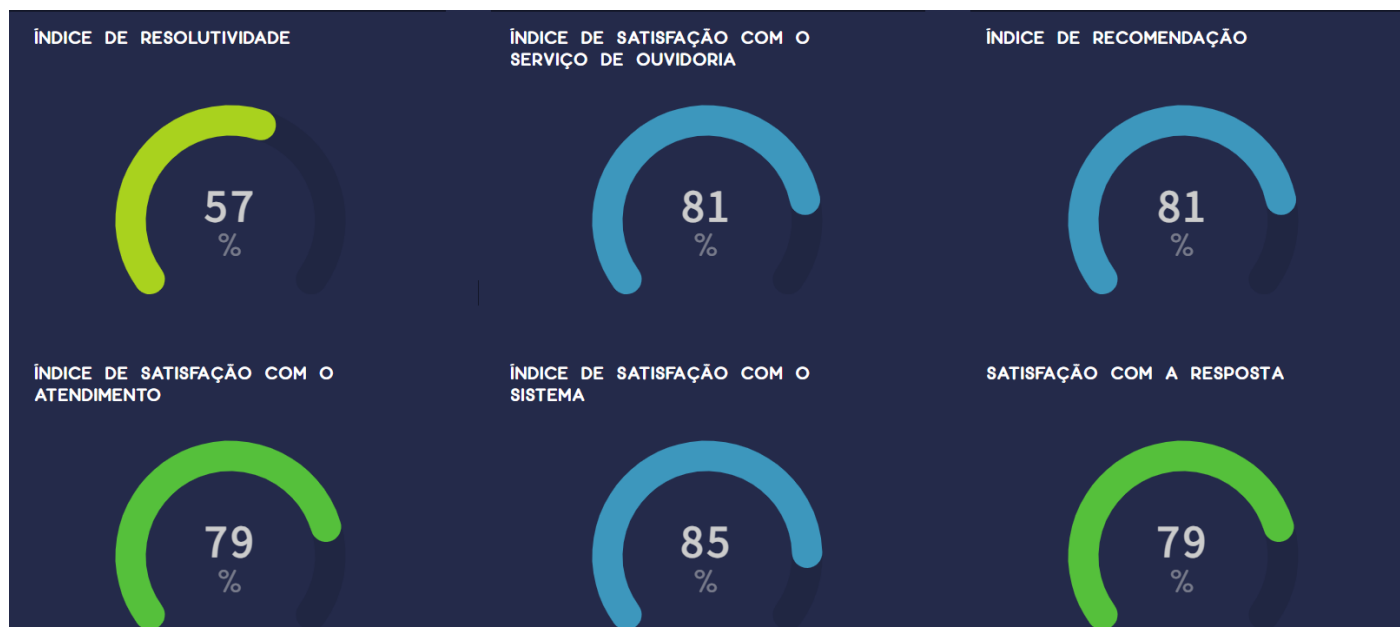 ÍNDICE DE RESOLUTIVIDADE
57
%
ÍNDICE DE SATISFAÇÃO COM O
SERVIÇO DE OUVIDORIA
81
%
ÍNDICE DE RECOMENDAÇÃO
81
%
ÍNDICE DE SATISFAÇÃO COM O
ATENDIMENTO
79
%
ÍNDICE DE SATISFAÇÃO COM O
SISTEMA
85
%
SATISFAÇÃO COM A RESPOSTA
79
%